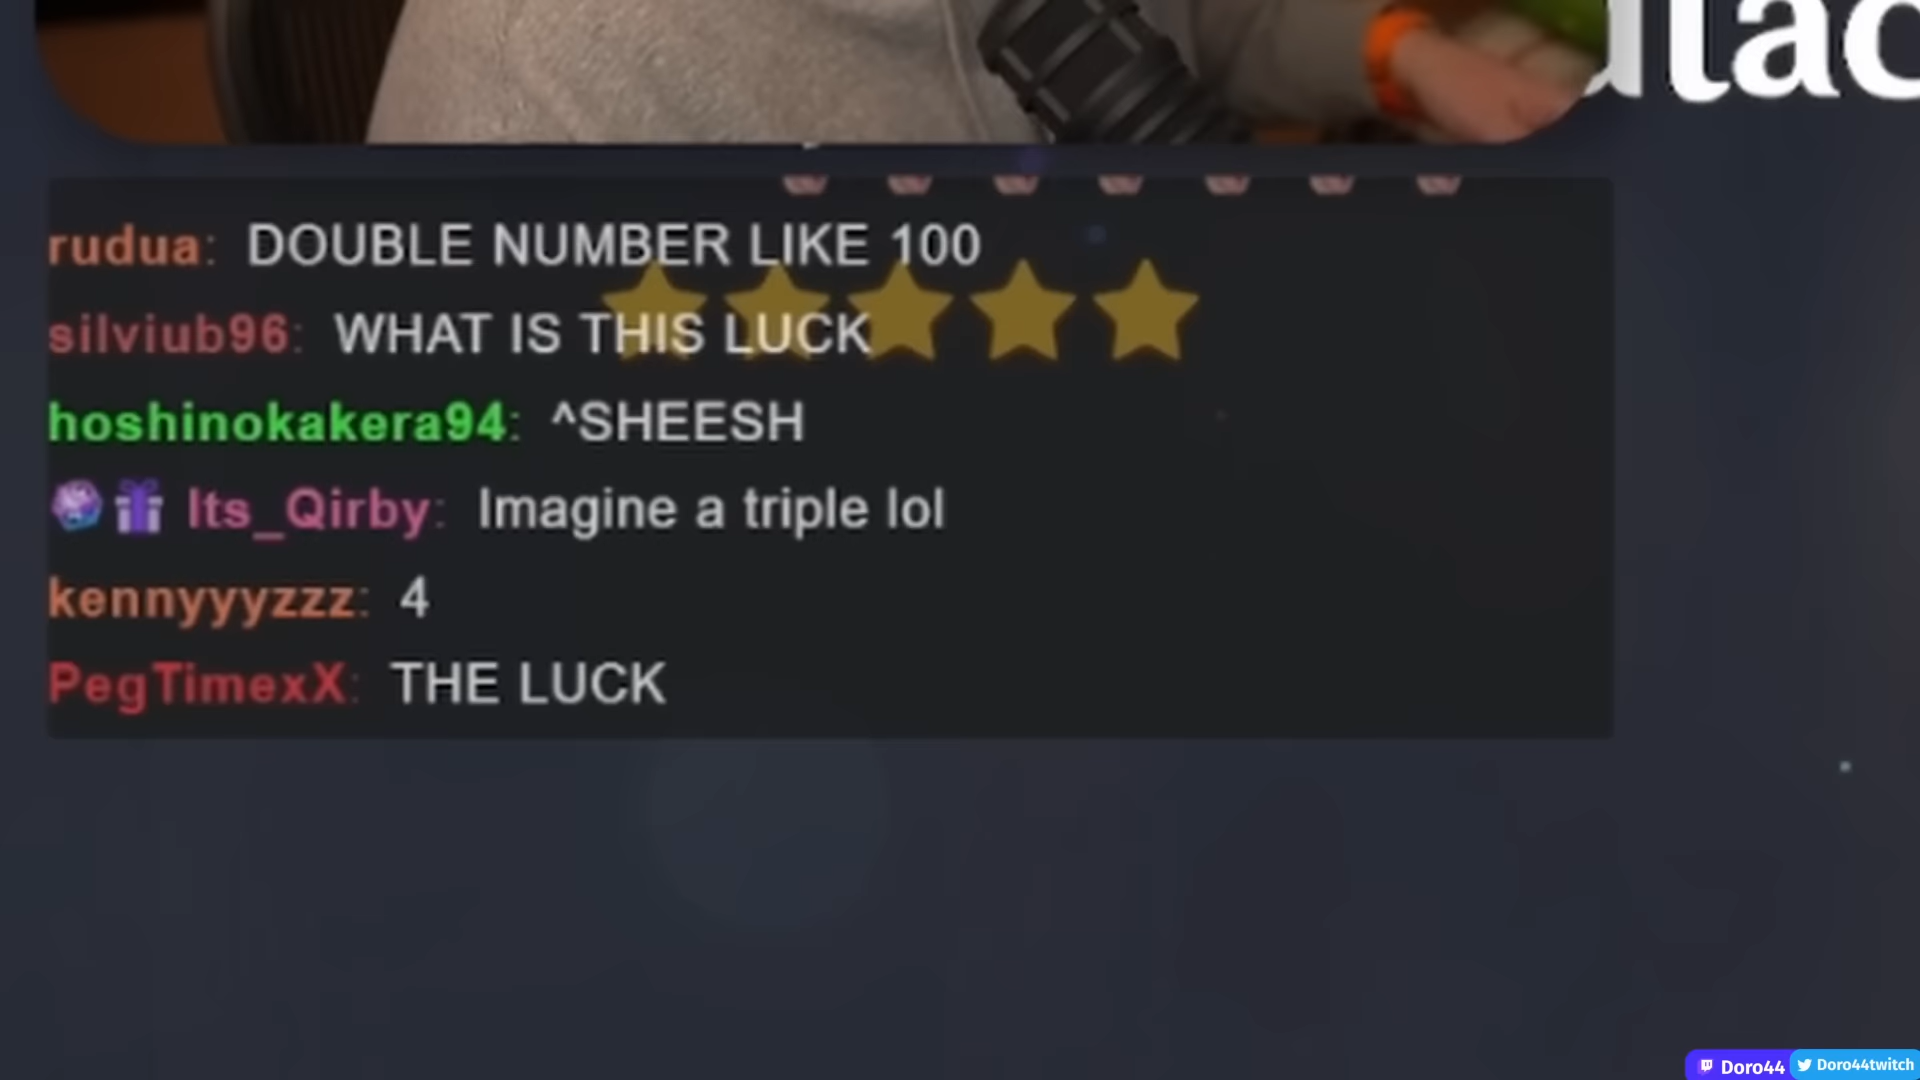 rudua: DOUBLE NUMBER LIKE 100
silviub96: WHAT IS THIS LUCK
hoshinokakera94: ^SHEESH
Its_Qirby: Imagine a triple lol
kennyyyzzz: 4
PegTimexX: THE LUCK
Doro44
Doro44twitch